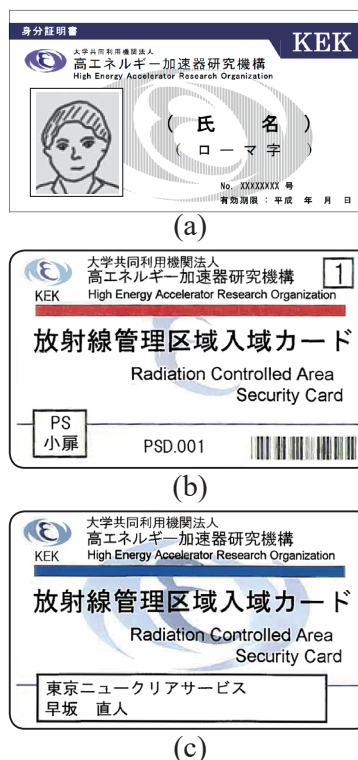 身分証明書
KEK
大学共同利用機関法人
高エネルギー加速器研究機構
High Energy Accelerator Research Organization
( 氏 名 )
( ローマ字 )
No. XXXXXXXX 号
有効期限 : 平成 年 月 日
(a)
大学共同利用機関法人
高エネルギー加速器研究機構
1
KEK
High Energy Accelerator Research Organization
放射線管理区域入域カード
Radiation Controlled Area
Security Card
PS
小扉
PSD.001
(b)
大学共同利用機関法人
高エネルギー加速器研究機構
KEK
High Energy Accelerator Research Organization
放射線管理区域入域カード
Radiation Controlled Area
Security Card
東京ニュークリアサービス
早坂 直人
(c)